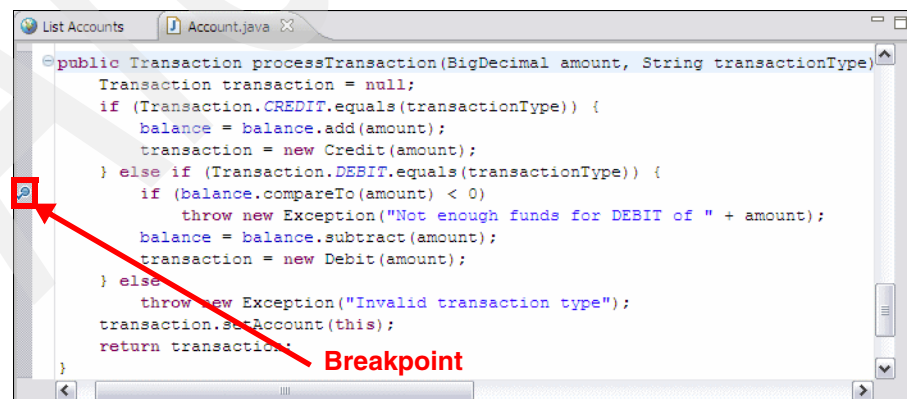 List Accounts Account.java
public Transaction processTransaction(BigDecimal amount, String transactionType)
Transaction transaction = null;
if (Transaction.CREDIT.equals(transactionType)) {
balance = balance.add(amount);
transaction = new Credit(amount);
} else if (Transaction.DEBIT.equals(transactionType)) {
if (balance.compareTo(amount) < 0)
throw new Exception("Not enough funds for DEBIT of " + amount);
balance = balance.subtract(amount);
transaction = new Debit(amount);
} else
throw new Exception("Invalid transaction type");
transaction.setAccount(this);
return transaction;
}
Breakpoint